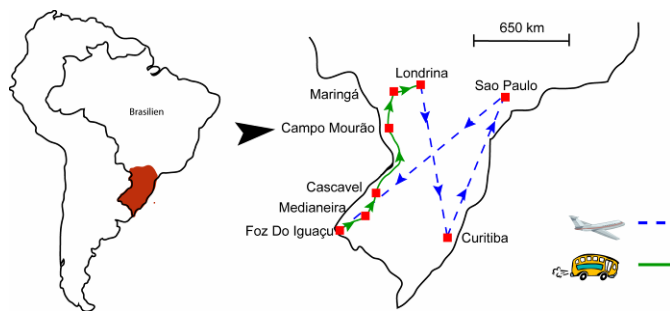 Brasilien
650 km
Londrina
Sao Paulo
Maringá
Campo Mourão
Cascavel
Medianeira
Foz Do Iguaçu
Curitiba